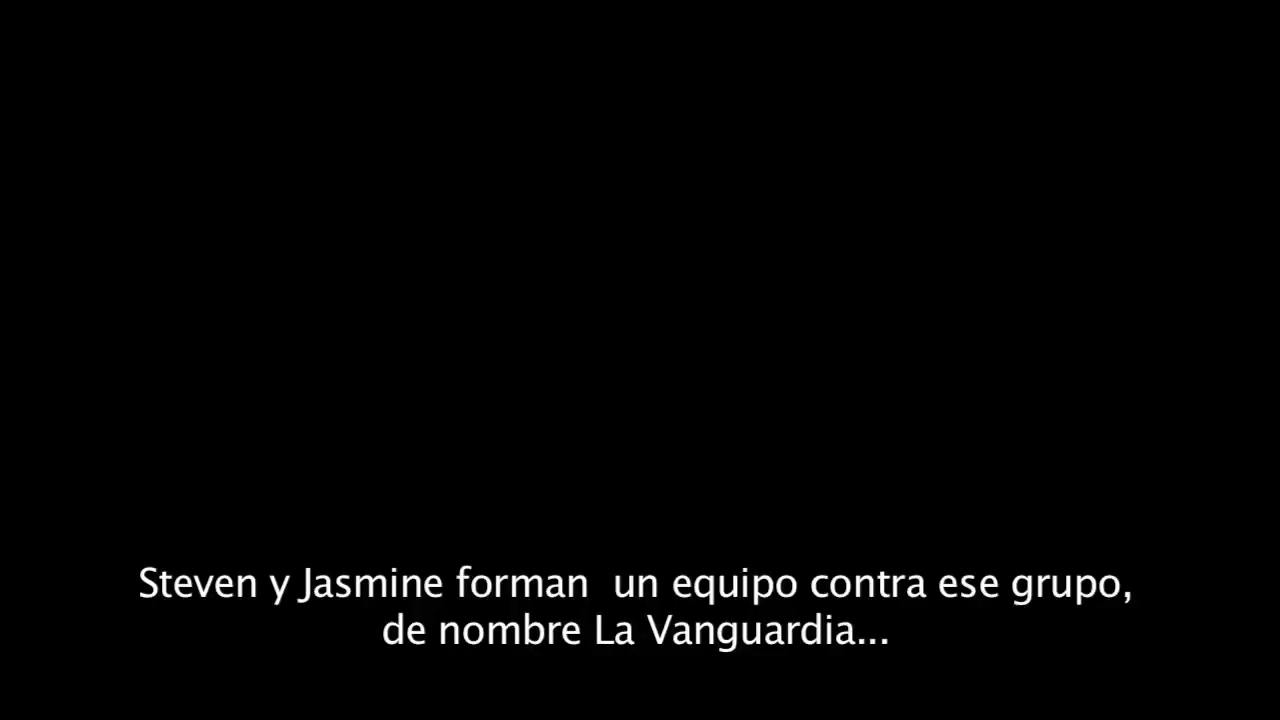 Steven y Jasmine forman  un equipo contra ese grupo,
de nombre La Vanguardia...